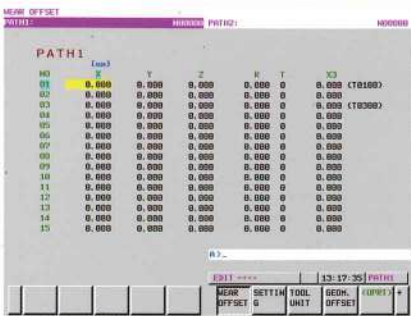 WEAR OFFSET
PATH1: N00000 PATH2: N00000
PATH1
[mm]
NO X Y Z R T X3
01 0.000 0.000 0.000 0.000 0 0.000 (T0100)
02 0.000 0.000 0.000 0.000 0 0.000
03 0.000 0.000 0.000 0.000 0 0.000 (T0300)
04 0.000 0.000 0.000 0.000 0 0.000
05 0.000 0.000 0.000 0.000 0 0.000
06 0.000 0.000 0.000 0.000 0 0.000
07 0.000 0.000 0.000 0.000 0 0.000
08 0.000 0.000 0.000 0.000 0 0.000
09 0.000 0.000 0.000 0.000 0 0.000
10 0.000 0.000 0.000 0.000 0 0.000
11 0.000 0.000 0.000 0.000 0 0.000
12 0.000 0.000 0.000 0.000 0 0.000
13 0.000 0.000 0.000 0.000 0 0.000
14 0.000 0.000 0.000 0.000 0 0.000
15 0.000 0.000 0.000 0.000 0 0.000
A)_
EDIT **** 13:17:35 PATH1
WEAR SETTIN TOOL GEOM. (OPRT) +
OFFSET G UNIT OFFSET